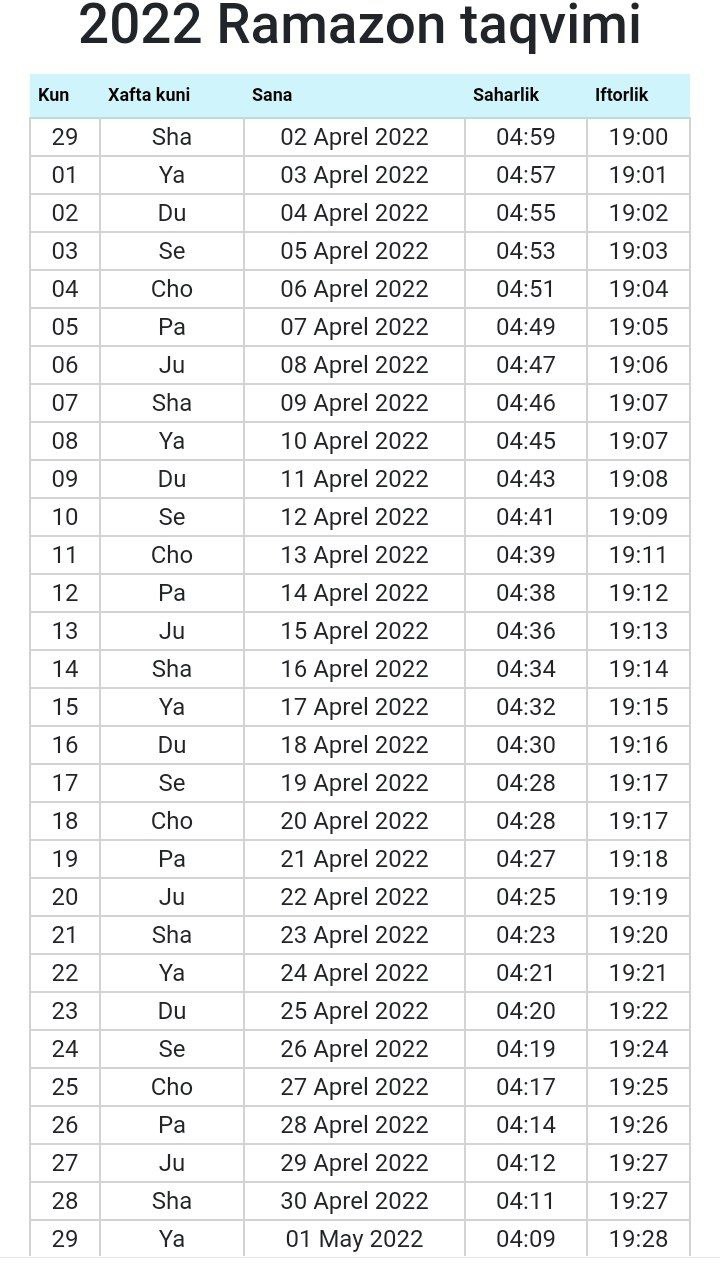 2022 Ramazon taqvimi
Kun Xafta kuni Sana Saharlik Iftorlik
29 Sha 02 Aprel 2022 04:59 19:00
01 Ya 03 Aprel 2022 04:57 19:01
02 Du 04 Aprel 2022 04:55 19:02
03 Se 05 Aprel 2022 04:53 19:03
04 Cho 06 Aprel 2022 04:51 19:04
05 Pa 07 Aprel 2022 04:49 19:05
06 Ju 08 Aprel 2022 04:47 19:06
07 Sha 09 Aprel 2022 04:46 19:07
08 Ya 10 Aprel 2022 04:45 19:07
09 Du 11 Aprel 2022 04:43 19:08
10 Se 12 Aprel 2022 04:41 19:09
11 Cho 13 Aprel 2022 04:39 19:11
12 Pa 14 Aprel 2022 04:38 19:12
13 Ju 15 Aprel 2022 04:36 19:13
14 Sha 16 Aprel 2022 04:34 19:14
15 Ya 17 Aprel 2022 04:32 19:15
16 Du 18 Aprel 2022 04:30 19:16
17 Se 19 Aprel 2022 04:28 19:17
18 Cho 20 Aprel 2022 04:28 19:17
19 Pa 21 Aprel 2022 04:27 19:18
20 Ju 22 Aprel 2022 04:25 19:19
21 Sha 23 Aprel 2022 04:23 19:20
22 Ya 24 Aprel 2022 04:21 19:21
23 Du 25 Aprel 2022 04:20 19:22
24 Se 26 Aprel 2022 04:19 19:24
25 Cho 27 Aprel 2022 04:17 19:25
26 Pa 28 Aprel 2022 04:14 19:26
27 Ju 29 Aprel 2022 04:12 19:27
28 Sha 30 Aprel 2022 04:11 19:27
29 Ya 01 May 2022 04:09 19:28